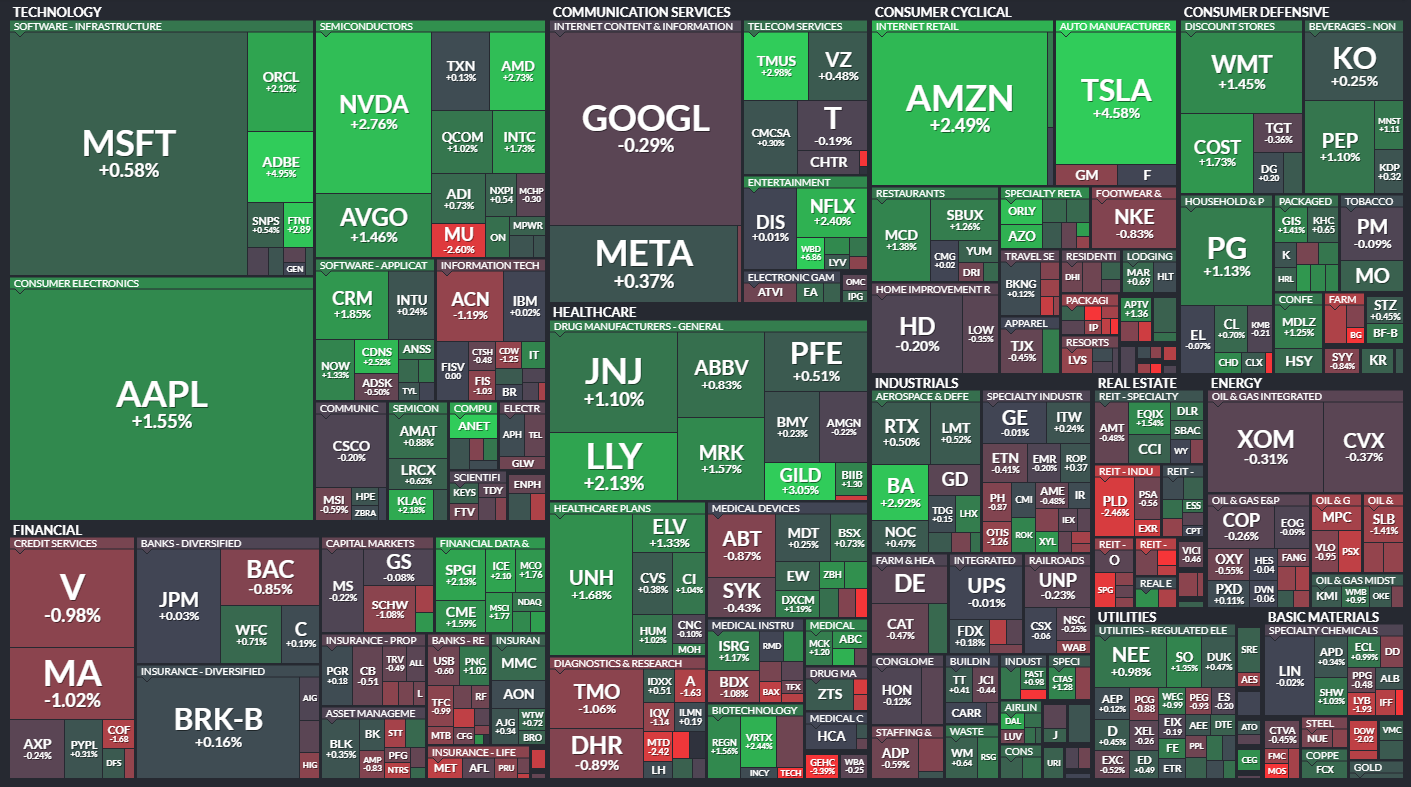 TECHNOLOGY
SOFTWARE - INFRASTRUCTURE
MSFT
+0.58%
ORCL
+2.12%
ADBE
+4.95%
SNPS
+0.54%
FTNT
+2.89
GEN
SEMICONDUCTORS
NVDA
+2.76%
TXN
+0.13%
AMD
+2.73%
QCOM
+1.02%
INTC
+1.73%
AVGO
+1.46%
ADI
+0.73%
NXPI
+0.54
MCHP
-0.30
MU
-2.60%
ON
MPWR
CONSUMER ELECTRONICS
AAPL
+1.55%
SOFTWARE - APPLICAT
CRM
+1.85%
INTU
+0.24%
NOW
+1.33%
CDNS
+2.52%
ANSS
ADSK
-0.50%
TYL
INFORMATION TECH
ACN
-1.19%
IBM
+0.02%
FISV
0.00
CTSH
-0.48
CDW
-1.25
IT
FIS
-1.03
BR
COMMUNIC
CSCO
-0.20%
MSI
-0.59%
HPE
ZBRA
SEMICON
AMAT
+0.88%
LRCX
+0.62%
KLAC
+2.18%
COMPU
ANET
ELECTR
APH
TEL
GLW
SCIENTIFI
KEYS
TDY
FTV
ENPH
FINANCIAL
CREDIT SERVICES
V
-0.98%
MA
-1.02%
AXP
-0.24%
PYPL
+0.31%
COF
-1.68
DFS
BANKS - DIVERSIFIED
JPM
+0.03%
BAC
-0.85%
WFC
+0.71%
C
+0.19%
INSURANCE - DIVERSIFIED
BRK-B
+0.16%
AIG
HIG
CAPITAL MARKETS
MS
-0.22%
GS
-0.08%
SCHW
-1.08%
FINANCIAL DATA &
SPGI
+2.13%
ICE
+2.10
MCO
+1.76
CME
+1.59%
MSCI
+1.77
NDAQ
INSURANCE - PROP
PGR
+0.18
CB
-0.51
TRV
-0.49
ALL
L
BANKS - RE
USB
-0.60
PNC
+1.02
TFC
-0.99
RF
MTB
CFG
INSURAN
MMC
AON
AJG
+0.34
WTW
+0.72
BRO
ASSET MANAGEME
BLK
+0.35%
BK
STT
AMP
-0.83
PFG
NTRS
INSURANCE - LIFE
MET
AFL
PRU
COMMUNICATION SERVICES
INTERNET CONTENT & INFORMATION
GOOGL
-0.29%
META
+0.37%
TELECOM SERVICES
TMUS
+2.98%
VZ
+0.48%
CMCSA
+0.30%
T
-0.19%
CHTR
ENTERTAINMENT
DIS
+0.01%
NFLX
+2.40%
WBD
+6.86
LYV
ELECTRONIC GAM
ATVI
EA
OMC
IPG
HEALTHCARE
DRUG MANUFACTURERS - GENERAL
JNJ
+1.10%
ABBV
+0.83%
PFE
+0.51%
LLY
+2.13%
MRK
+1.57%
BMY
+0.23%
AMGN
-0.22%
GILD
+3.05%
BIIB
+1.30
HEALTHCARE PLANS
UNH
+1.68%
ELV
+1.33%
CVS
+0.38%
CI
+1.04%
HUM
+1.02%
CNC
-0.10%
MOH
MEDICAL DEVICES
ABT
-0.87%
MDT
+0.25%
BSX
+0.73%
SYK
-0.43%
EW
ZBH
DXCM
+1.19%
DIAGNOSTICS & RESEARCH
TMO
-1.06%
DHR
-0.89%
IDXX
+0.51
A
-1.63
IQV
-1.14
ILMN
+0.19
MTD
-2.42
LH
MEDICAL INSTRU
ISRG
+1.17%
RMD
BDX
-1.08%
BAX
TFX
BIOTECHNOLOGY
REGN
+1.56%
VRTX
+2.44%
INCY
TECH
MEDICAL
MCK
+1.20
ABC
DRUG MA
ZTS
MEDICAL C
HCA
GEHC
-3.39%
WBA
-0.25
CONSUMER CYCLICAL
INTERNET RETAIL
AMZN
+2.49%
AUTO MANUFACTURER
TSLA
+4.58%
GM
F
RESTAURANTS
MCD
+1.38%
SBUX
+1.26%
CMG
+0.02
YUM
DRI
SPECIALTY RETA
ORLY
AZO
FOOTWEAR &
NKE
-0.83%
HOME IMPROVEMENT R
HD
-0.20%
LOW
-0.35%
TRAVEL SE
BKNG
+0.12%
RESIDENTI
DHI
LODGING
MAR
+0.69
HLT
APPAREL
TJX
-0.45%
PACKAGI
IP
APTV
+1.36
RESORTS
LVS
CONSUMER DEFENSIVE
DISCOUNT STORES
WMT
+1.45%
COST
+1.73%
TGT
-0.36%
DG
+0.20
BEVERAGES - NON
KO
+0.25%
PEP
+1.10%
MNST
+1.11
KDP
+0.32
HOUSEHOLD & P
PG
+1.13%
EL
-0.07%
CL
+0.70%
KMB
-0.21
CHD
CLX
PACKAGED
GIS
+1.41%
KHC
+0.65
K
HRL
TOBACCO
PM
-0.09%
MO
CONFE
MDLZ
+1.25%
HSY
FARM
BG
STZ
+0.45%
BF-B
SYY
-0.84%
KR
INDUSTRIALS
AEROSPACE & DEFE
RTX
+0.50%
LMT
+0.52%
BA
+2.92%
GD
TDG
+0.15
LHX
NOC
+0.47%
SPECIALTY INDUSTR
GE
-0.01%
ITW
+0.24%
ETN
-0.41%
EMR
-0.20%
ROP
+0.37
PH
-0.87
CMI
AME
-0.48%
IR
OTIS
-1.26
ROK
XYL
IEX
FARM & HEA
DE
CAT
-0.47%
INTEGRATED
UPS
-0.01%
FDX
+0.18%
RAILROADS
UNP
-0.23%
CSX
-0.06
NSC
-0.25%
WAB
CONGLOME
HON
-0.12%
BUILDIN
TT
+0.41
JCI
-0.44
CARR
INDUST
FAST
+0.98
SPECI
CTAS
+1.28
AIRLIN
DAL
LUV
J
STAFFING &
ADP
-0.59%
WASTE
WM
+0.64
RSG
CONS
URI
REAL ESTATE
REIT - SPECIALTY
AMT
-0.48%
EQIX
+1.54%
DLR
SBAC
CCI
WY
REIT - INDU
PLD
-2.46%
PSA
-0.56
EXR
REIT -
ESS
CPT
REIT -
O
SPG
REIT -
VICI
-0.46
REAL E
ENERGY
OIL & GAS INTEGRATED
XOM
-0.31%
CVX
-0.37%
OIL & GAS E&P
COP
-0.26%
EOG
-0.09%
OXY
-0.55%
HES
-0.04
FANG
PXD
+0.11%
DVN
-0.06
OIL & G
MPC
VLO
-0.95
PSX
OIL &
SLB
-1.41%
OIL & GAS MIDST
KMI
WMB
+0.95
OKE
UTILITIES
UTILITIES - REGULATED ELE
NEE
+0.98%
SO
+1.35%
DUK
+0.47%
AEP
+0.12%
PCG
-0.88
WEC
+0.99
PEG
-0.93
ES
-0.20
D
+0.45%
XEL
-0.26
EIX
-0.19
AEE
DTE
FE
PPL
EXC
-0.52%
ED
+0.49
ETR
SRE
AES
ATO
CEG
BASIC MATERIALS
SPECIALTY CHEMICALS
LIN
-0.02%
APD
+0.34%
ECL
+0.99%
DD
SHW
+1.03%
PPG
-0.48
ALB
LYB
-1.93
IFF
CTVA
-0.45%
STEEL
NUE
DOW
-2.02
VMC
FMC
MOS
COPPE
FCX
GOLD